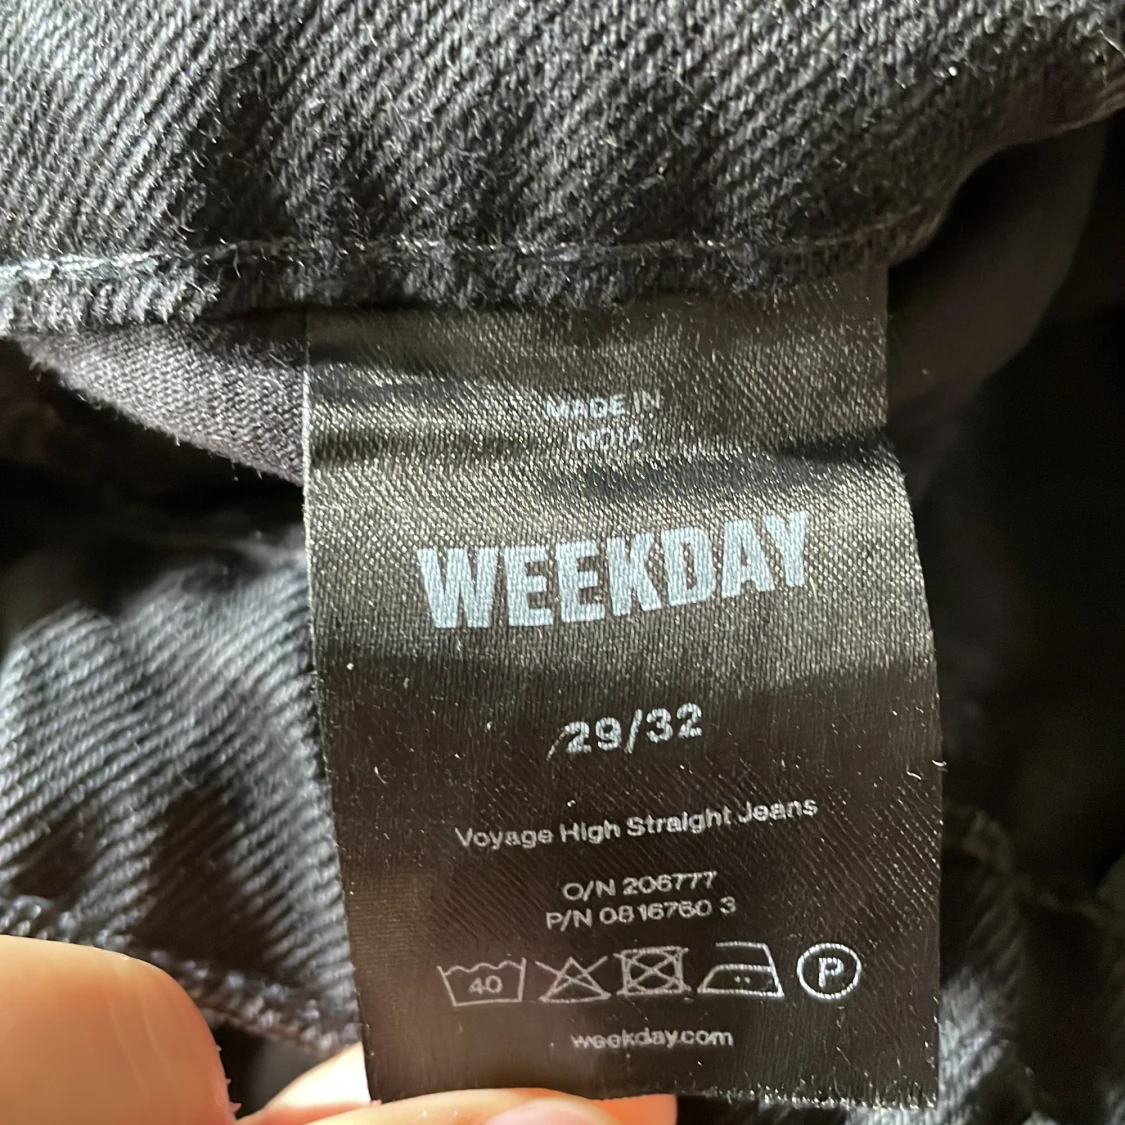 MADE IN
INDIA
WEEKDAY
29/32
Voyage High Straight Jeans
O/N 206777
P/N 0816760 3
40
P
weekday.com